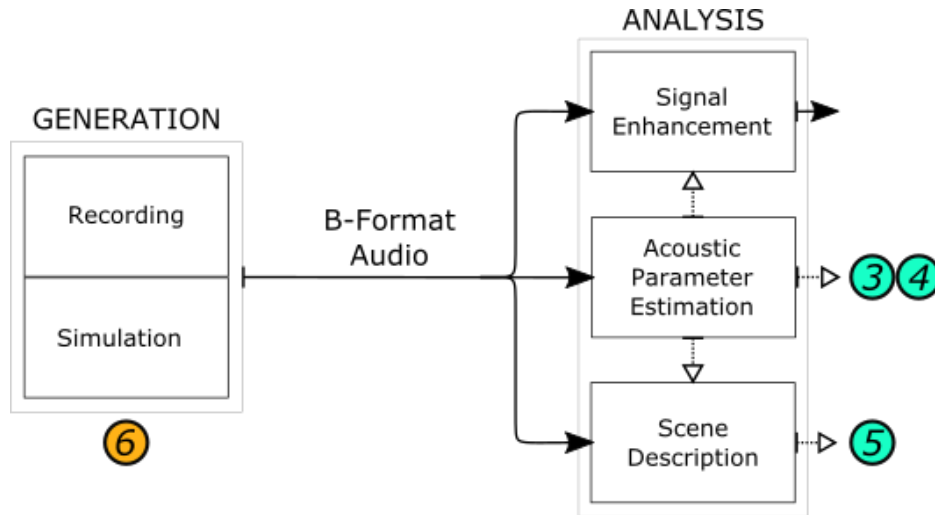 GENERATION
Recording
Simulation
6
B-Format
Audio
ANALYSIS
Signal
Enhancement
Acoustic
Parameter
Estimation
3 4
Scene
Description
5